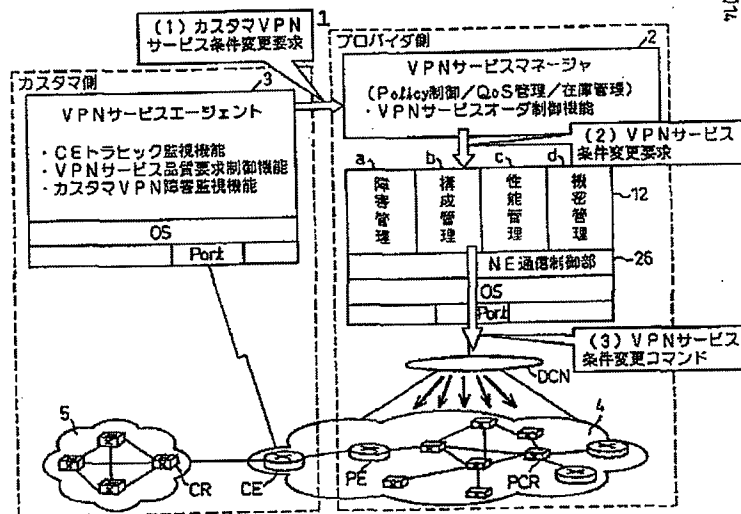 図14
1
(1) カスタマVPN
サービス条件変更要求
カスタマ側
3
VPNサービスエージェント
・CEトラヒック監視機能
・VPNサービス品質要求制御機能
・カスタマVPN障害監視機能
OS
Port
プロバイダ側
2
VPNサービスマネージャ
(Policy制御/QoS管理/在庫管理)
・VPNサービスオーダ制御機能
(2) VPNサービス
条件変更要求
a
b
c
d
障害管理
構成管理
性能管理
機密管理
12
NE通信制御部
26
OS
Port
(3) VPNサービス
条件変更コマンド
DCN
5
CR
CE
PE
PCR
4